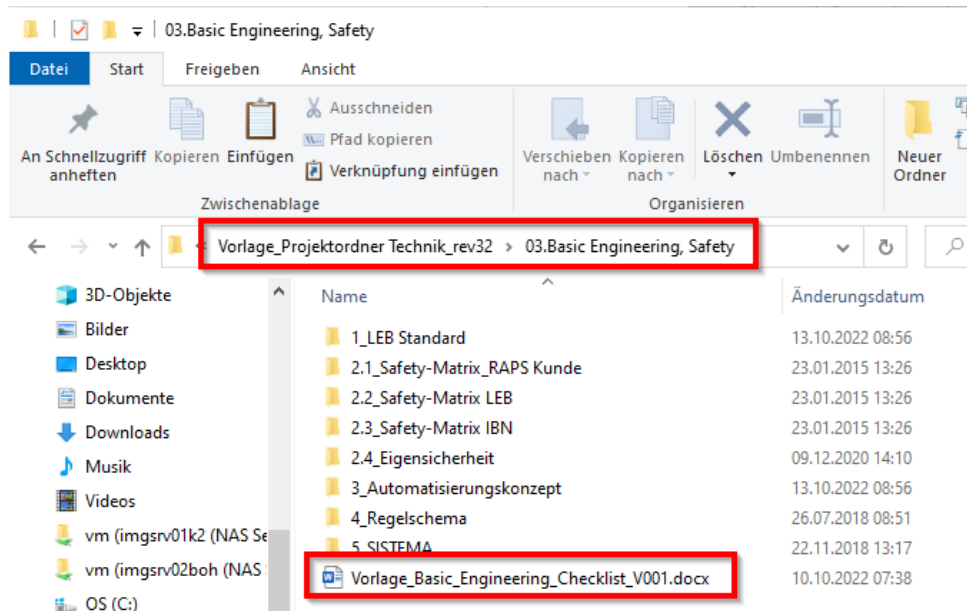 03.Basic Engineering, Safety
Datei Start Freigeben Ansicht
An Schnellzugriff anheften
Kopieren
Einfügen
Ausschneiden
Pfad kopieren
Verknüpfung einfügen
Verschieben nach
Kopieren nach
Löschen
Umbenennen
Neuer Ordner
Zwischenablage
Organisieren
Vorlage_Projektordner Technik_rev32 › 03.Basic Engineering, Safety
3D-Objekte
Bilder
Desktop
Dokumente
Downloads
Musik
Videos
vm (imgsrv01k2 (NAS Se
vm (imgsrv02boh (NAS
OS (C:)
Name Änderungsdatum
1_LEB Standard 13.10.2022 08:56
2.1_Safety-Matrix_RAPS Kunde 23.01.2015 13:26
2.2_Safety-Matrix LEB 23.01.2015 13:26
2.3_Safety-Matrix IBN 23.01.2015 13:26
2.4_Eigensicherheit 09.12.2020 14:10
3_Automatisierungskonzept 13.10.2022 08:56
4_Regelschema 26.07.2018 08:51
5_SISTEMA 22.11.2018 13:17
Vorlage_Basic_Engineering_Checklist_V001.docx 10.10.2022 07:38